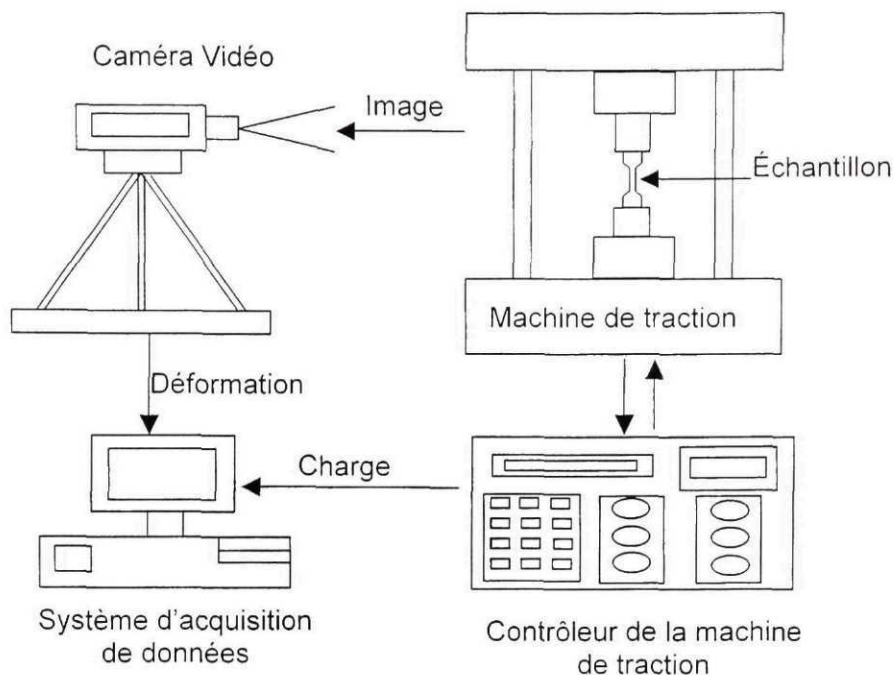 Caméra Vidéo
Image
Échantillon
Machine de traction
Déformation
Charge
Système d'acquisition
de données
Contrôleur de la machine
de traction